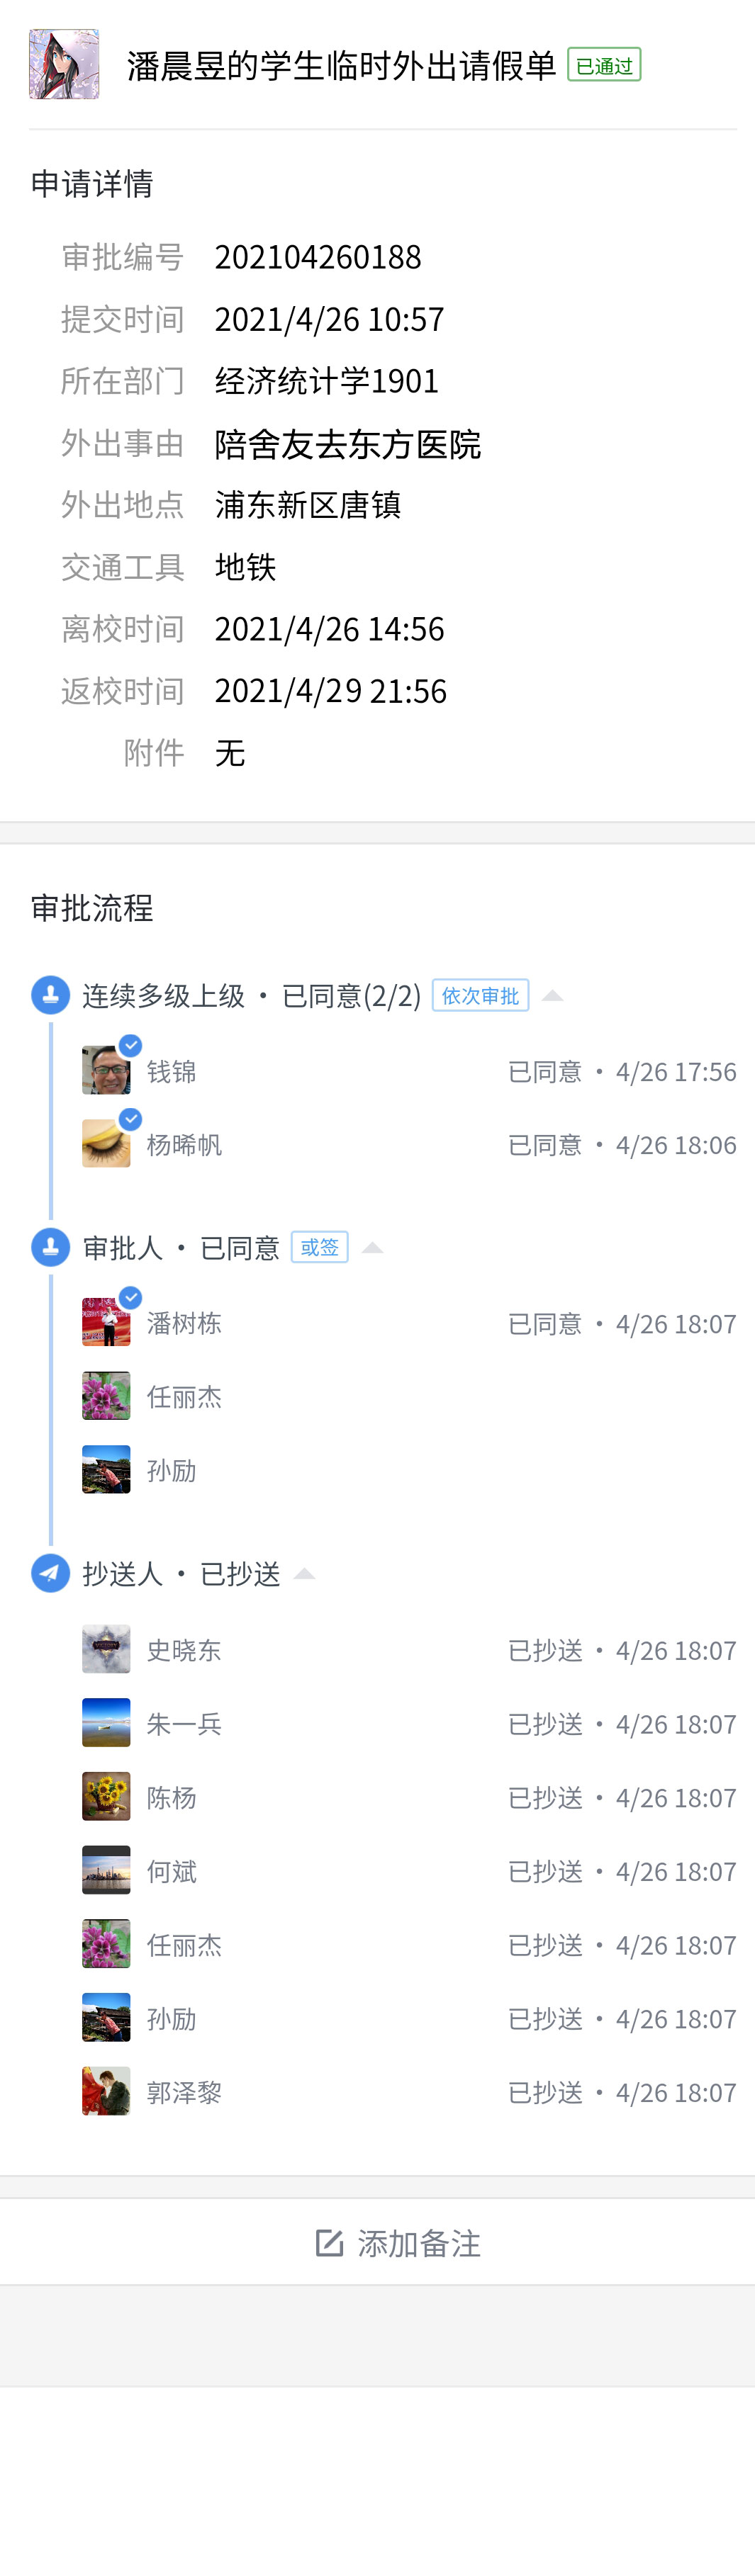 潘晨昱的学生临时外出请假单 已通过
申请详情
审批编号 202104260188
提交时间 2021/4/26 10:57
所在部门 经济统计学1901
外出事由 陪舍友去东方医院
外出地点 浦东新区唐镇
交通工具 地铁
离校时间 2021/4/26 14:56
返校时间 2021/4/29 21:56
附件 无
审批流程
连续多级上级 · 已同意(2/2) 依次审批
钱锦 已同意 · 4/26 17:56
杨晞帆 已同意 · 4/26 18:06
审批人 · 已同意 或签
潘树栋 已同意 · 4/26 18:07
任丽杰
孙励
抄送人 · 已抄送
史晓东 已抄送 · 4/26 18:07
朱一兵 已抄送 · 4/26 18:07
陈杨 已抄送 · 4/26 18:07
何斌 已抄送 · 4/26 18:07
任丽杰 已抄送 · 4/26 18:07
孙励 已抄送 · 4/26 18:07
郭泽黎 已抄送 · 4/26 18:07
添加备注